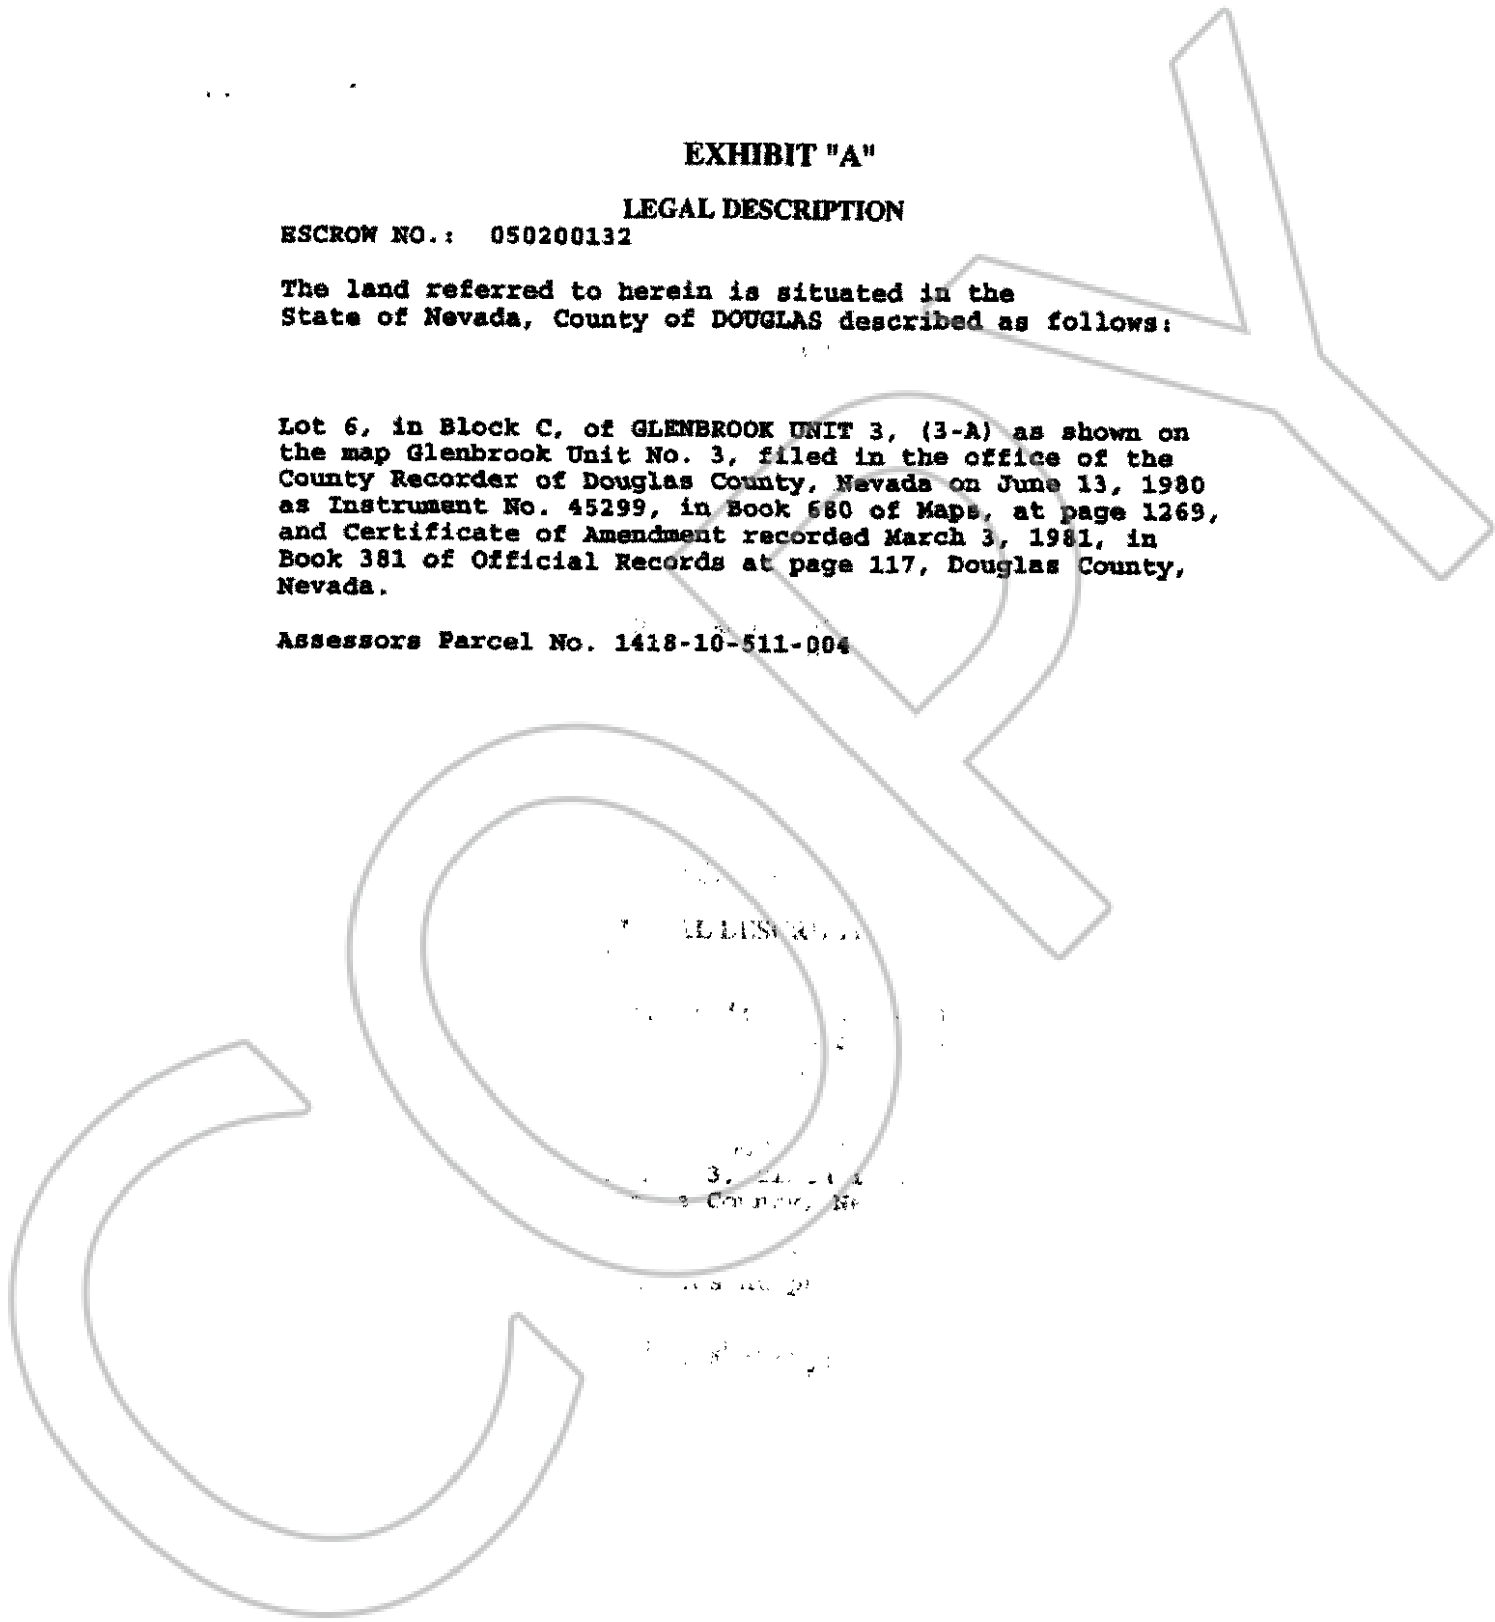 EXHIBIT "A"
LEGAL DESCRIPTION
ESCROW NO.: 050200132
The land referred to herein is situated in the
State of Nevada, County of DOUGLAS described as follows:
Lot 6, in Block C, of GLENBROOK UNIT 3, (3-A) as shown on
the map Glenbrook Unit No. 3, filed in the office of the
County Recorder of Douglas County, Nevada on June 13, 1980
as Instrument No. 45299, in Book 680 of Maps, at page 1269,
and Certificate of Amendment recorded March 3, 1981, in
Book 381 of Official Records at page 117, Douglas County,
Nevada.
Assessors Parcel No. 1418-10-511-004
COPY